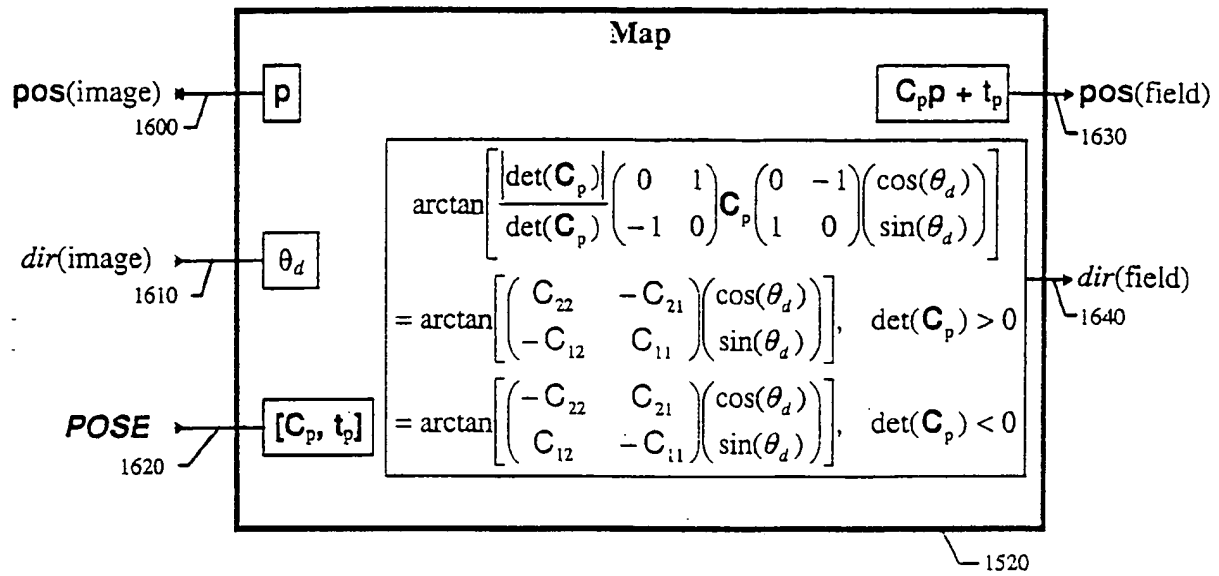 Map
pos(image) p C_p p + t_p pos(field)
1600 1630
arctan[ |det(C_p)| / det(C_p) ( 0 1 ; -1 0 ) C_p ( 0 -1 ; 1 0 ) ( cos(θ_d) ; sin(θ_d) ) ]
dir(image) θ_d dir(field)
1610 1640
= arctan[ ( C_22 -C_21 ; -C_12 C_11 ) ( cos(θ_d) ; sin(θ_d) ) ], det(C_p) > 0
POSE [C_p, t_p]
1620
= arctan[ ( -C_22 C_21 ; C_12 -C_11 ) ( cos(θ_d) ; sin(θ_d) ) ], det(C_p) < 0
1520